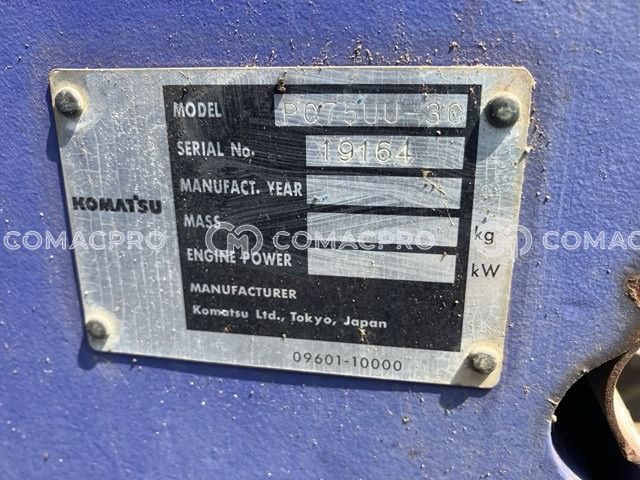 MODEL PC75UU-3C
SERIAL No. 19164
MANUFACT. YEAR
KOMATSU
MASS kg
ENGINE POWER kW
MANUFACTURER
Komatsu Ltd., Tokyo, Japan
09601-10000
COMACPRO COMACPRO COMACPRO